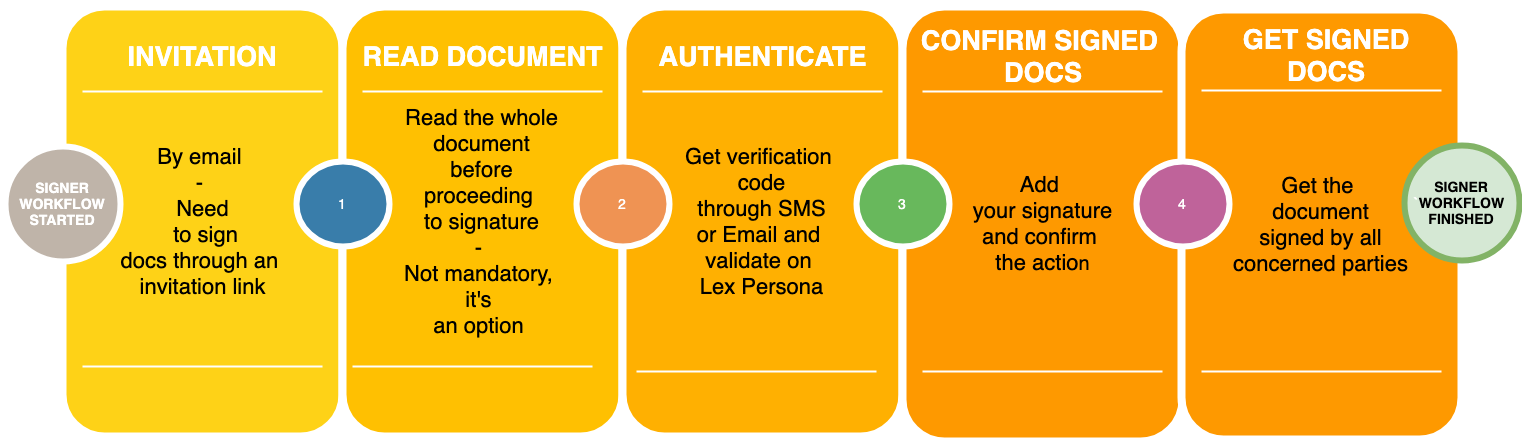 SIGNER
WORKFLOW
STARTED
INVITATION
By email
-
Need
to sign
docs through an
invitation link
1
READ DOCUMENT
Read the whole
document
before
proceeding
to signature
-
Not mandatory,
it's
an option
2
AUTHENTICATE
Get verification
code
through SMS
or Email and
validate on
Lex Persona
3
CONFIRM SIGNED
DOCS
Add
your signature
and confirm
the action
4
GET SIGNED
DOCS
Get the
document
signed by all
concerned parties
SIGNER
WORKFLOW
FINISHED